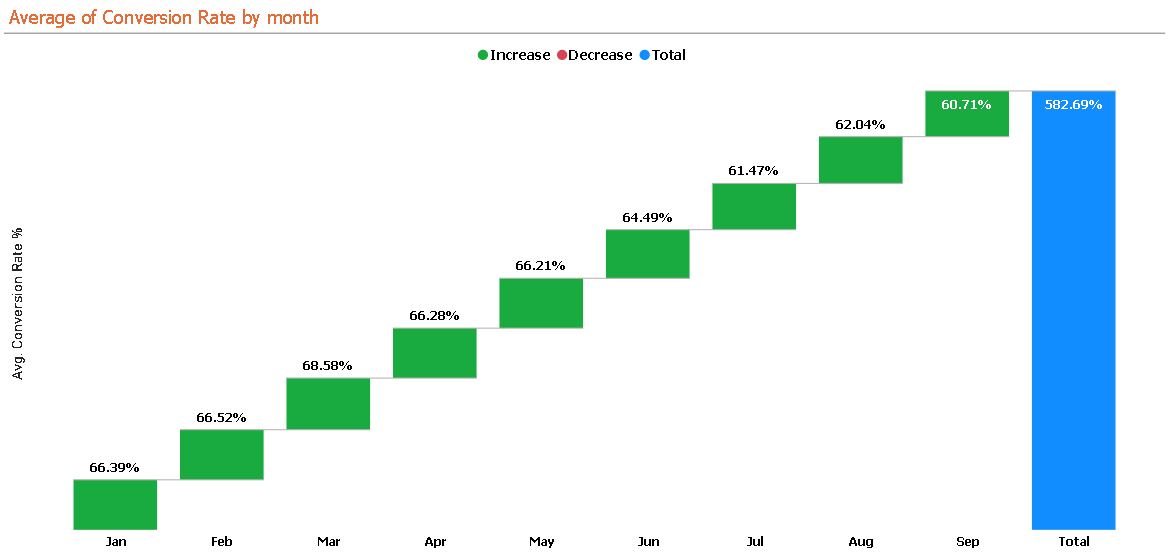 Average of Conversion Rate by month
Increase Decrease Total
Avg. Conversion Rate %
66.39%
66.52%
68.58%
66.28%
66.21%
64.49%
61.47%
62.04%
60.71%
582.69%
Jan Feb Mar Apr May Jun Jul Aug Sep Total